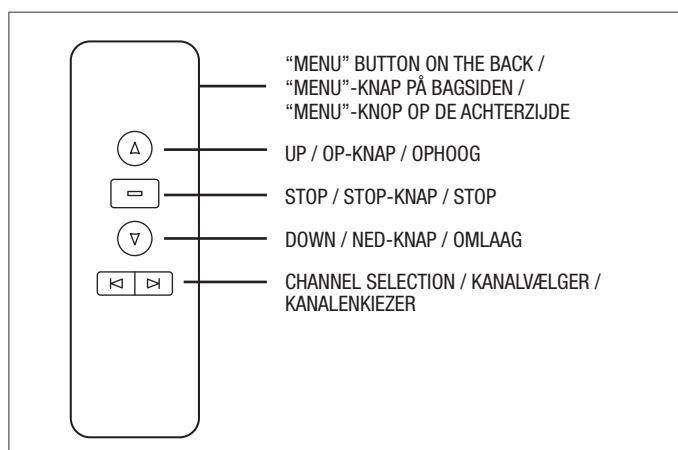 “MENU” BUTTON ON THE BACK /
“MENU”-KNAP PÅ BAGSIDEN /
“MENU”-KNOP OP DE ACHTERZIJDE
UP / OP-KNAP / OPHOOG
STOP / STOP-KNAP / STOP
DOWN / NED-KNAP / OMLAAG
CHANNEL SELECTION / KANALVÆLGER /
KANALENKIEZER